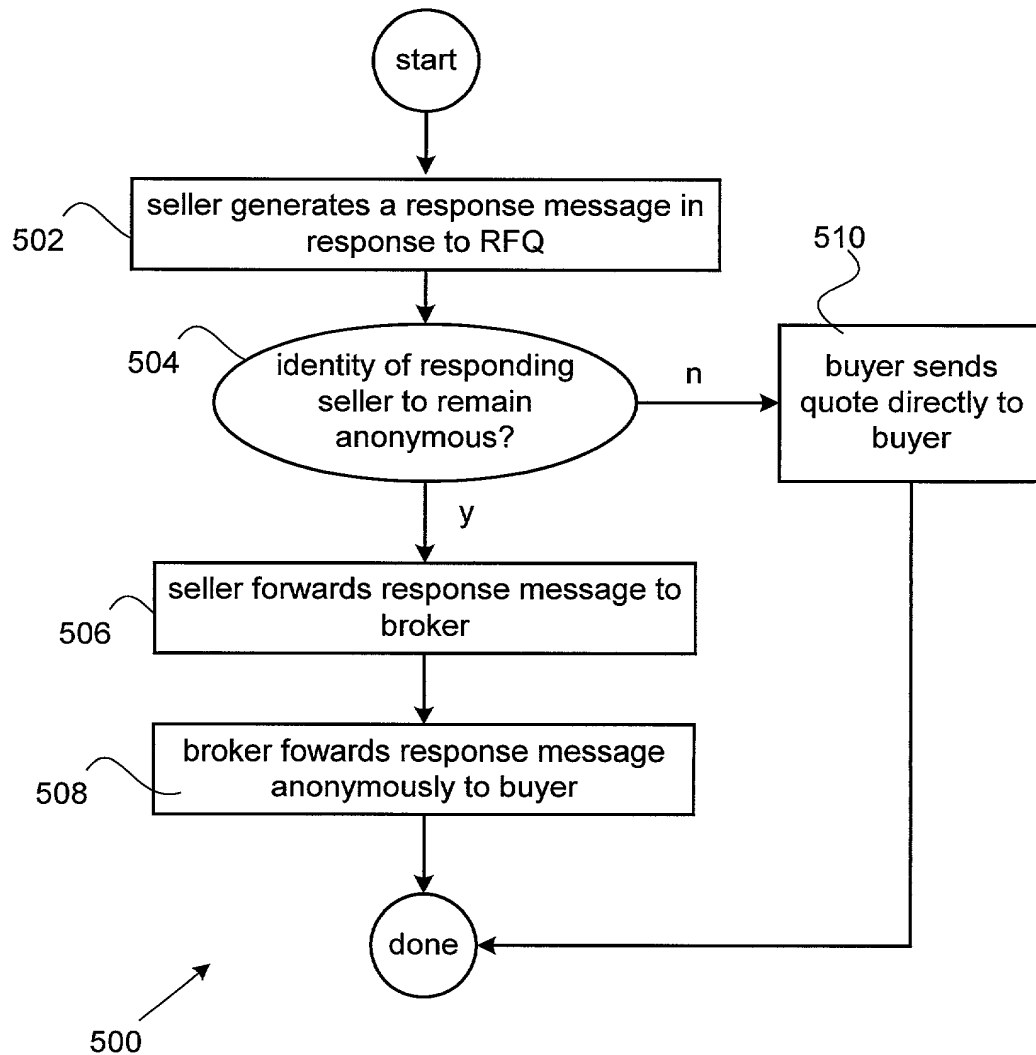 start
seller generates a response message in
response to RFQ
502
510
504
identity of responding
seller to remain
anonymous?
n
buyer sends
quote directly to
buyer
y
seller forwards response message to
broker
506
broker fowards response message
anonymously to buyer
508
done
500